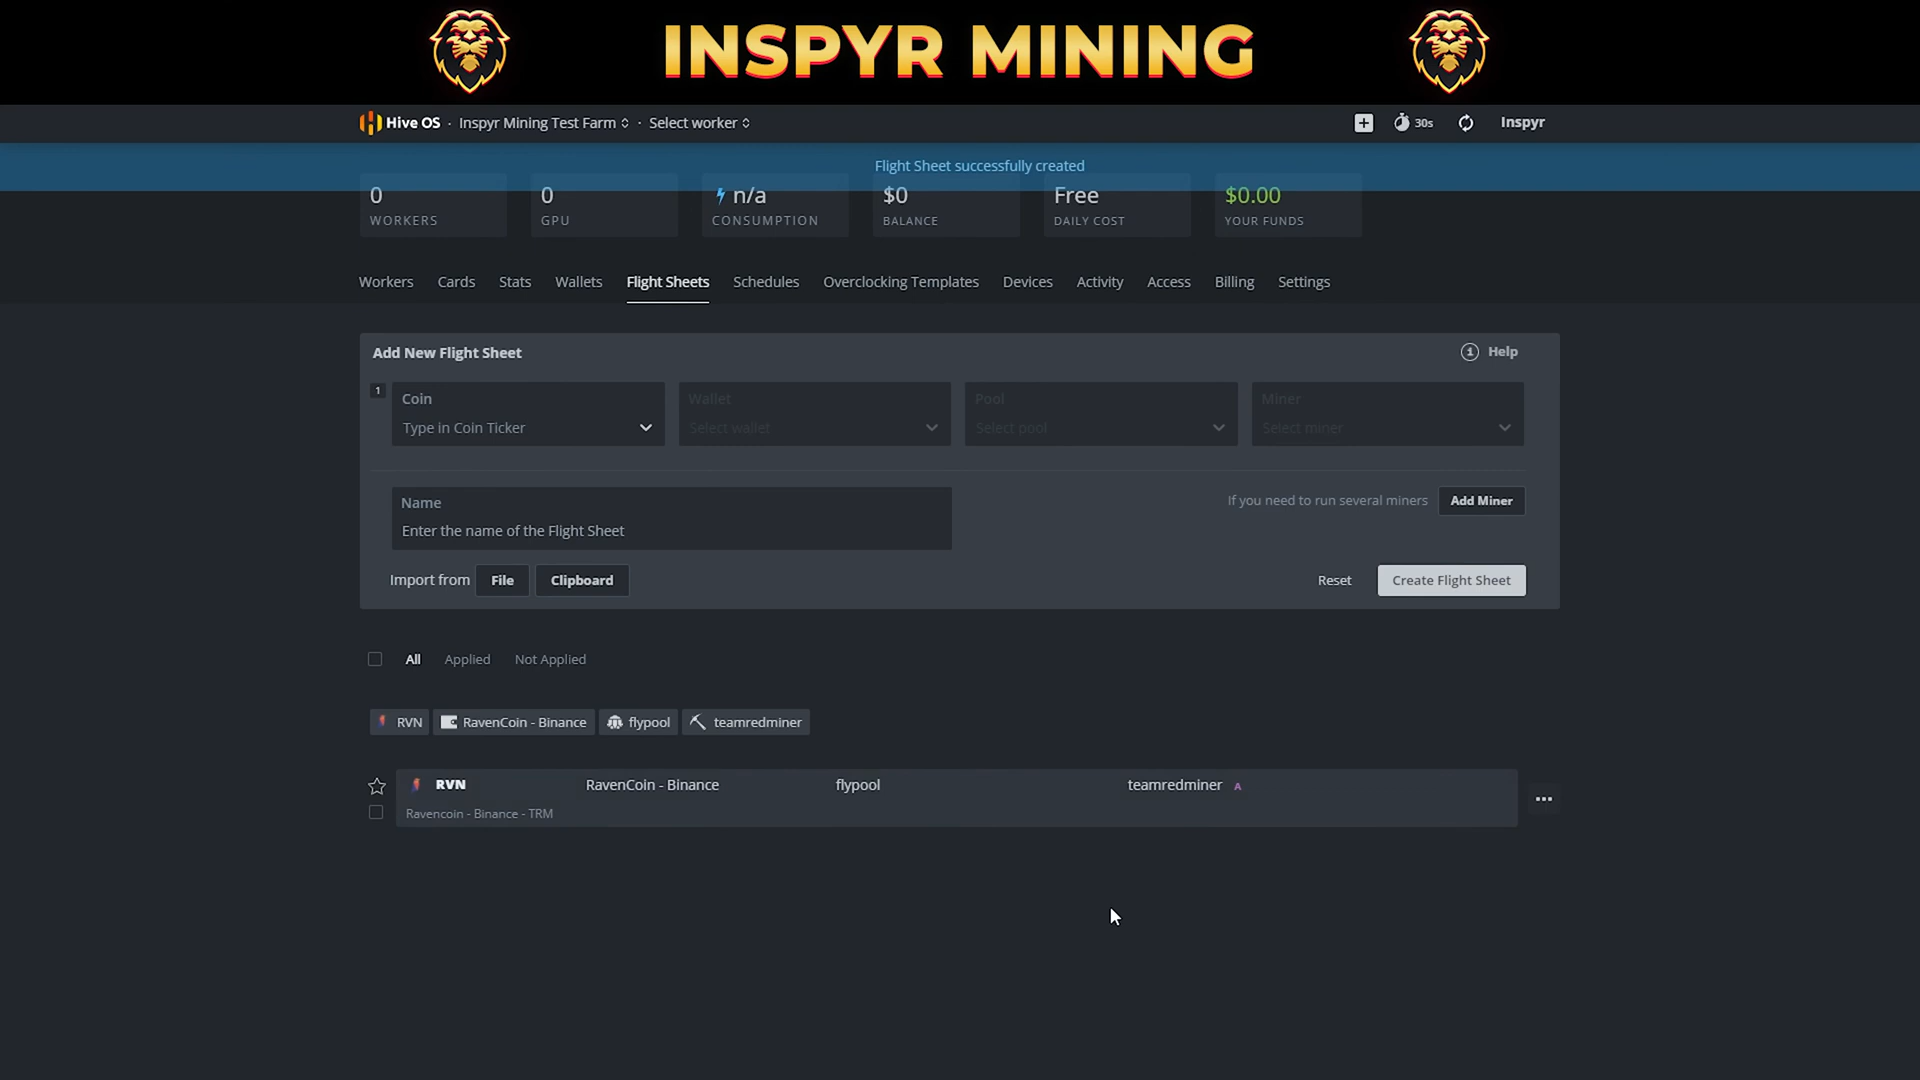 INSPYR MINING
Hive OS · Inspyr Mining Test Farm · Select worker
30s
Inspyr
Flight Sheet successfully created
0 0 n/a $0 Free $0.00
WORKERS GPU CONSUMPTION BALANCE DAILY COST YOUR FUNDS
Workers Cards Stats Wallets Flight Sheets Schedules Overclocking Templates Devices Activity Access Billing Settings
Add New Flight Sheet
Help
1
Coin Wallet Pool Miner
Type in Coin Ticker Select wallet Select pool Select miner
Name
Enter the name of the Flight Sheet
If you need to run several miners Add Miner
Import from File Clipboard
Reset Create Flight Sheet
All Applied Not Applied
RVN RavenCoin - Binance flypool teamredminer
RVN RavenCoin - Binance flypool teamredminer A
Ravencoin - Binance - TRM